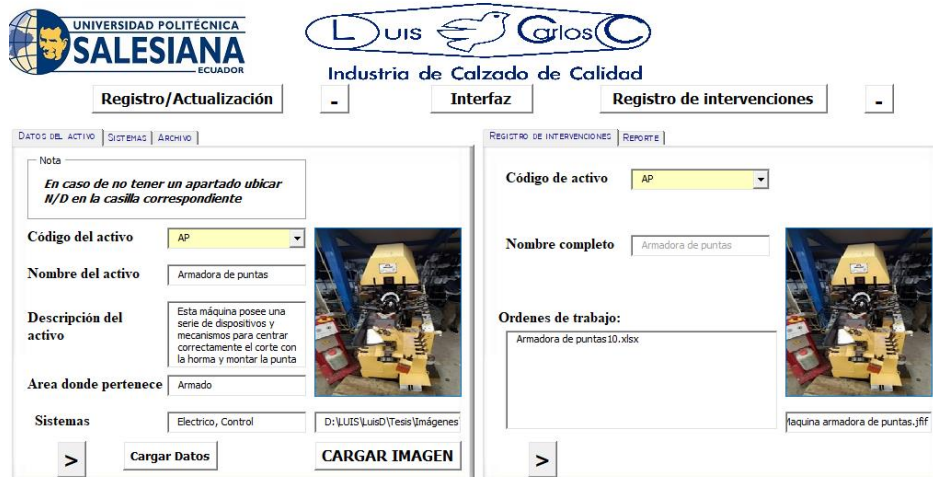 UNIVERSIDAD POLITÉCNICA
SALESIANA
ECUADOR
Luis Carlos C
Industria de Calzado de Calidad
Registro/Actualización
-
Interfaz
Registro de intervenciones
-
DATOS DEL ACTIVO
SISTEMAS
ARCHIVO
Nota
En caso de no tener un apartado ubicar
N/D en la casilla correspondiente
Código del activo
AP
Nombre del activo
Armadora de puntas
Descripción del
activo
Esta máquina posee una
serie de dispositivos y
mecanismos para centrar
correctamente el corte con
la horma y montar la punta
Area donde pertenece
Armado
Sistemas
Electrico, Control
D:\LUIS\LuisD\Tesis\Imágenes
>
Cargar Datos
CARGAR IMAGEN
REGISTRO DE INTERVENCIONES
REPORTE
Código de activo
AP
Nombre completo
Armadora de puntas
Ordenes de trabajo:
Armadora de puntas10.xlsx
Maquina armadora de puntas.jfif
>